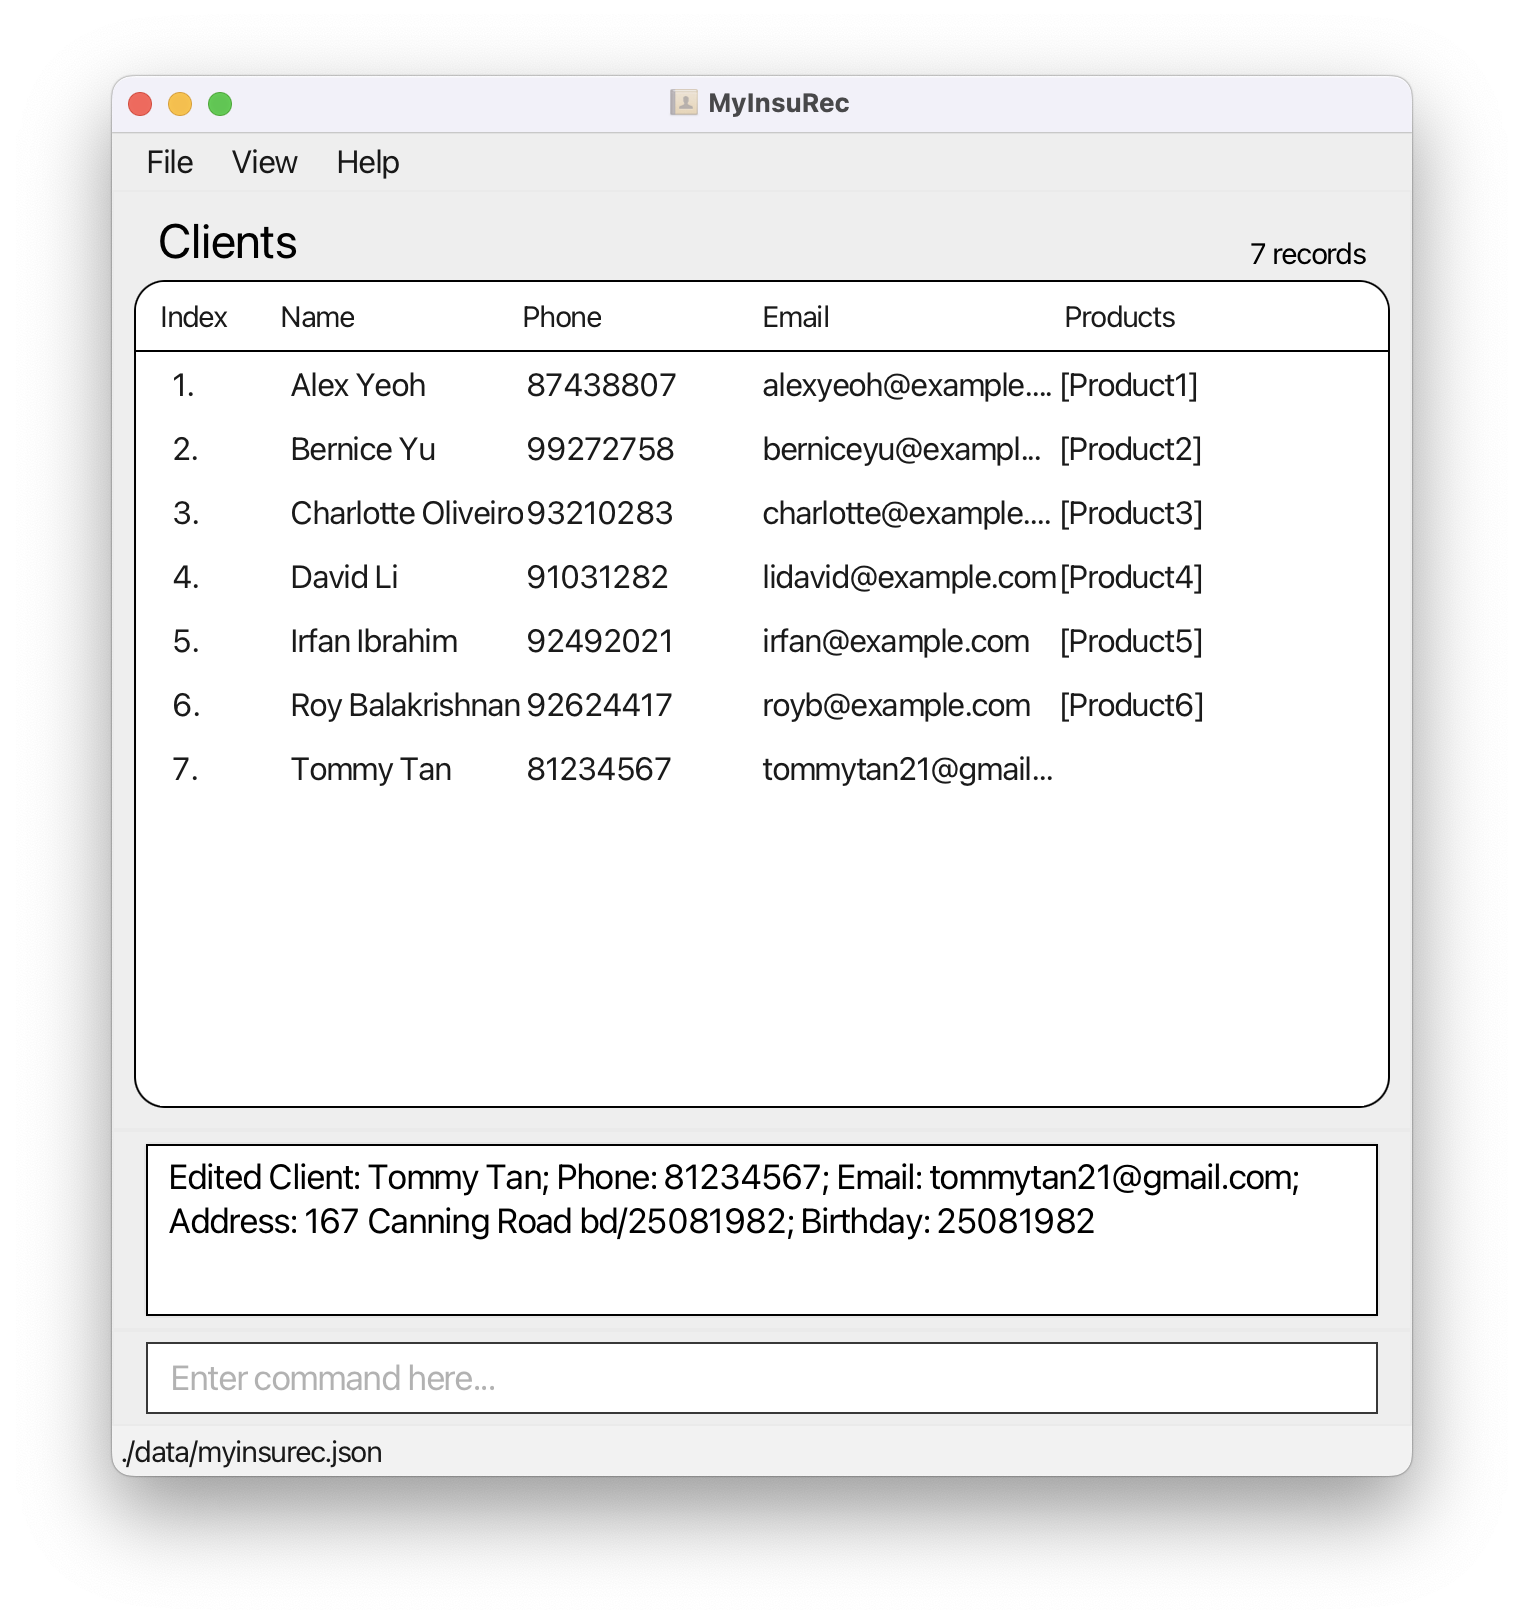 MyInsuRec
File View Help
Clients
7 records
Index Name Phone Email Products
1. Alex Yeoh 87438807 alexyeoh@example.... [Product1]
2. Bernice Yu 99272758 berniceyu@exampl... [Product2]
3. Charlotte Oliveiro 93210283 charlotte@example.... [Product3]
4. David Li 91031282 lidavid@example.com [Product4]
5. Irfan Ibrahim 92492021 irfan@example.com [Product5]
6. Roy Balakrishnan 92624417 royb@example.com [Product6]
7. Tommy Tan 81234567 tommytan21@gmail...
Edited Client: Tommy Tan; Phone: 81234567; Email: tommytan21@gmail.com;
Address: 167 Canning Road bd/25081982; Birthday: 25081982
Enter command here...
./data/myinsurec.json